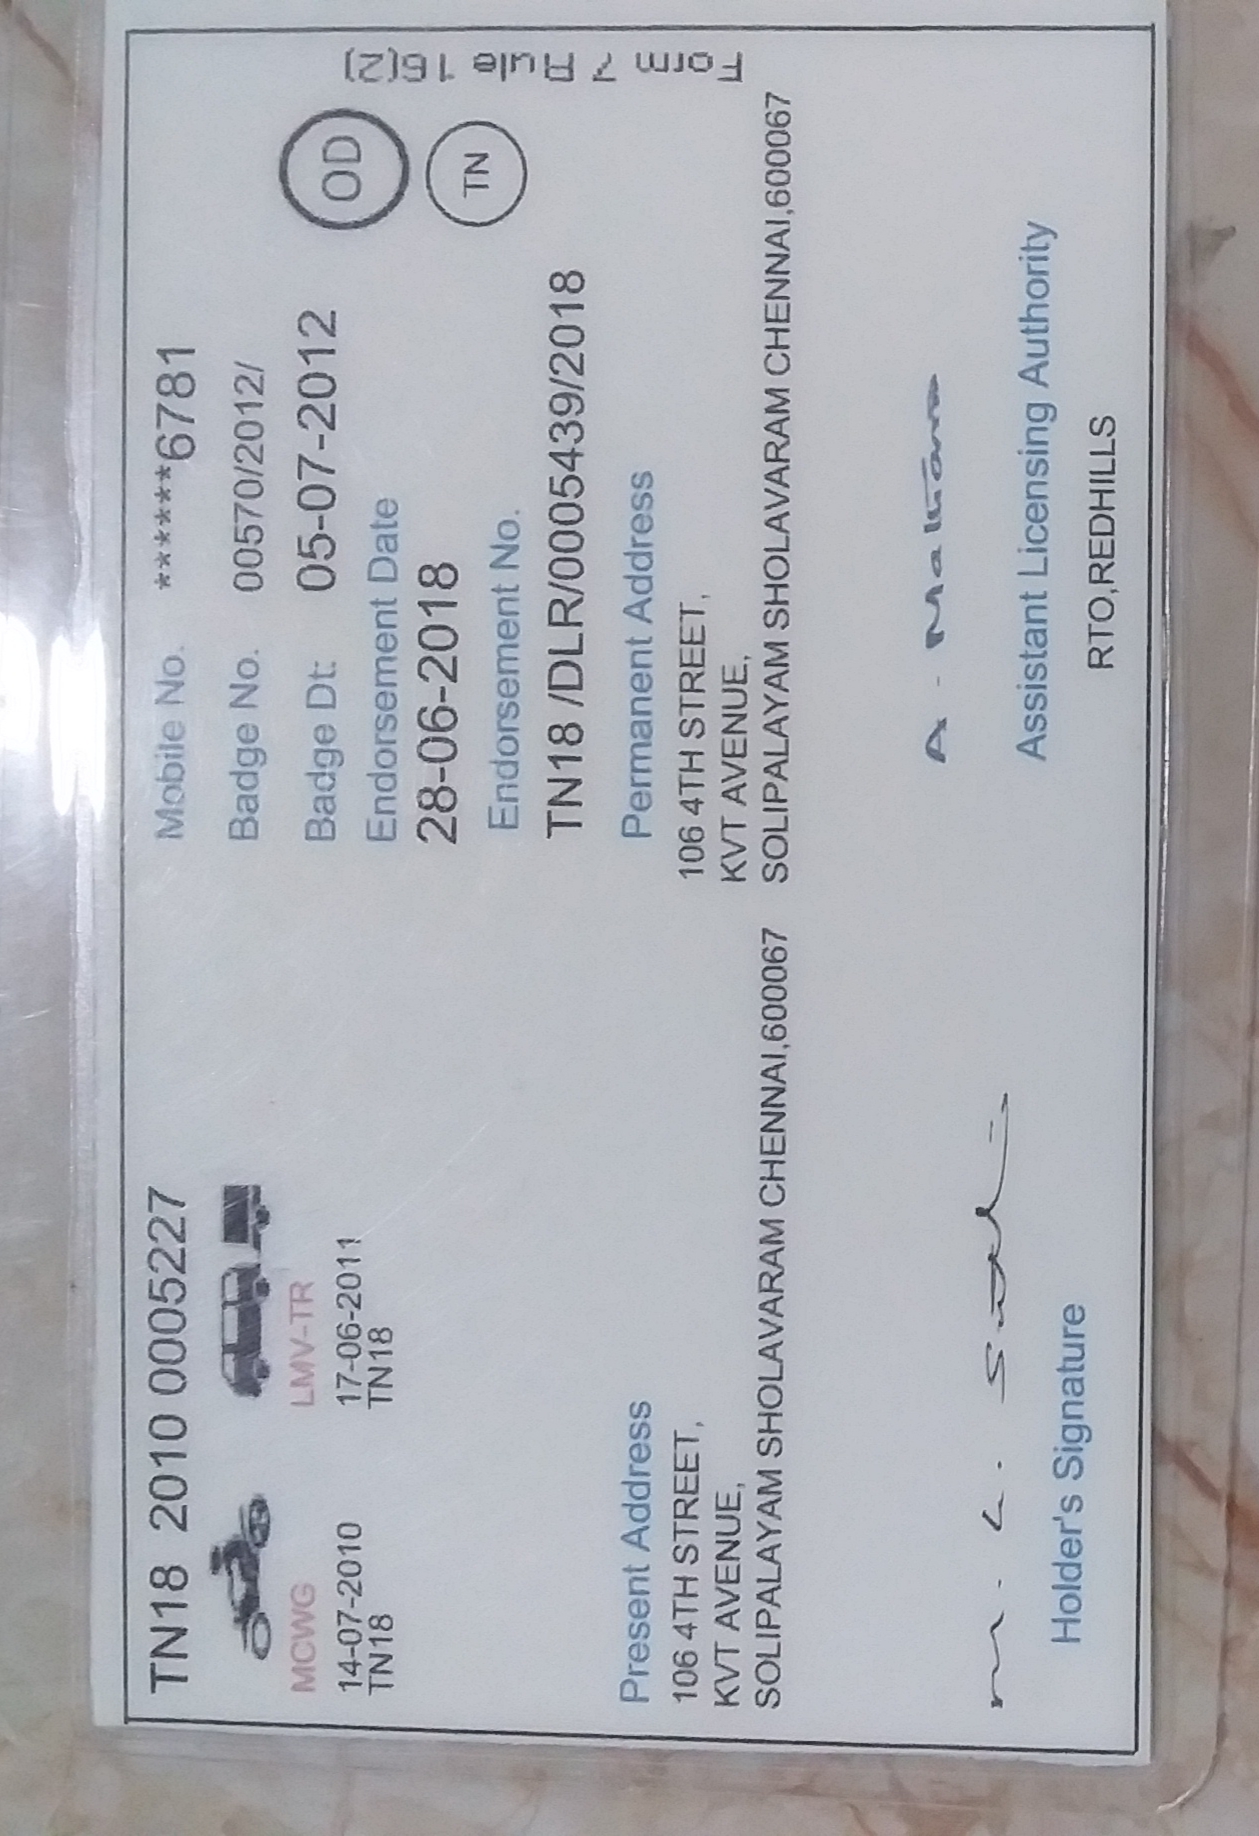 TN18 2010 0005227
MCWG LMV-TR
14-07-2010 17-06-2011
TN18 TN18
Mobile No. ******6781
Badge No. 00570/2012/
Badge Dt: 05-07-2012
Endorsement Date
28-06-2018
Endorsement No.
TN18 /DLR/0005439/2018
OD
TN
Form 7 Rule 16(2)
Present Address
106 4TH STREET,
KVT AVENUE,
SOLIPALAYAM SHOLAVARAM CHENNAI,600067
Permanent Address
106 4TH STREET,
KVT AVENUE,
SOLIPALAYAM SHOLAVARAM CHENNAI,600067
Holder's Signature
Assistant Licensing Authority
RTO,REDHILLS